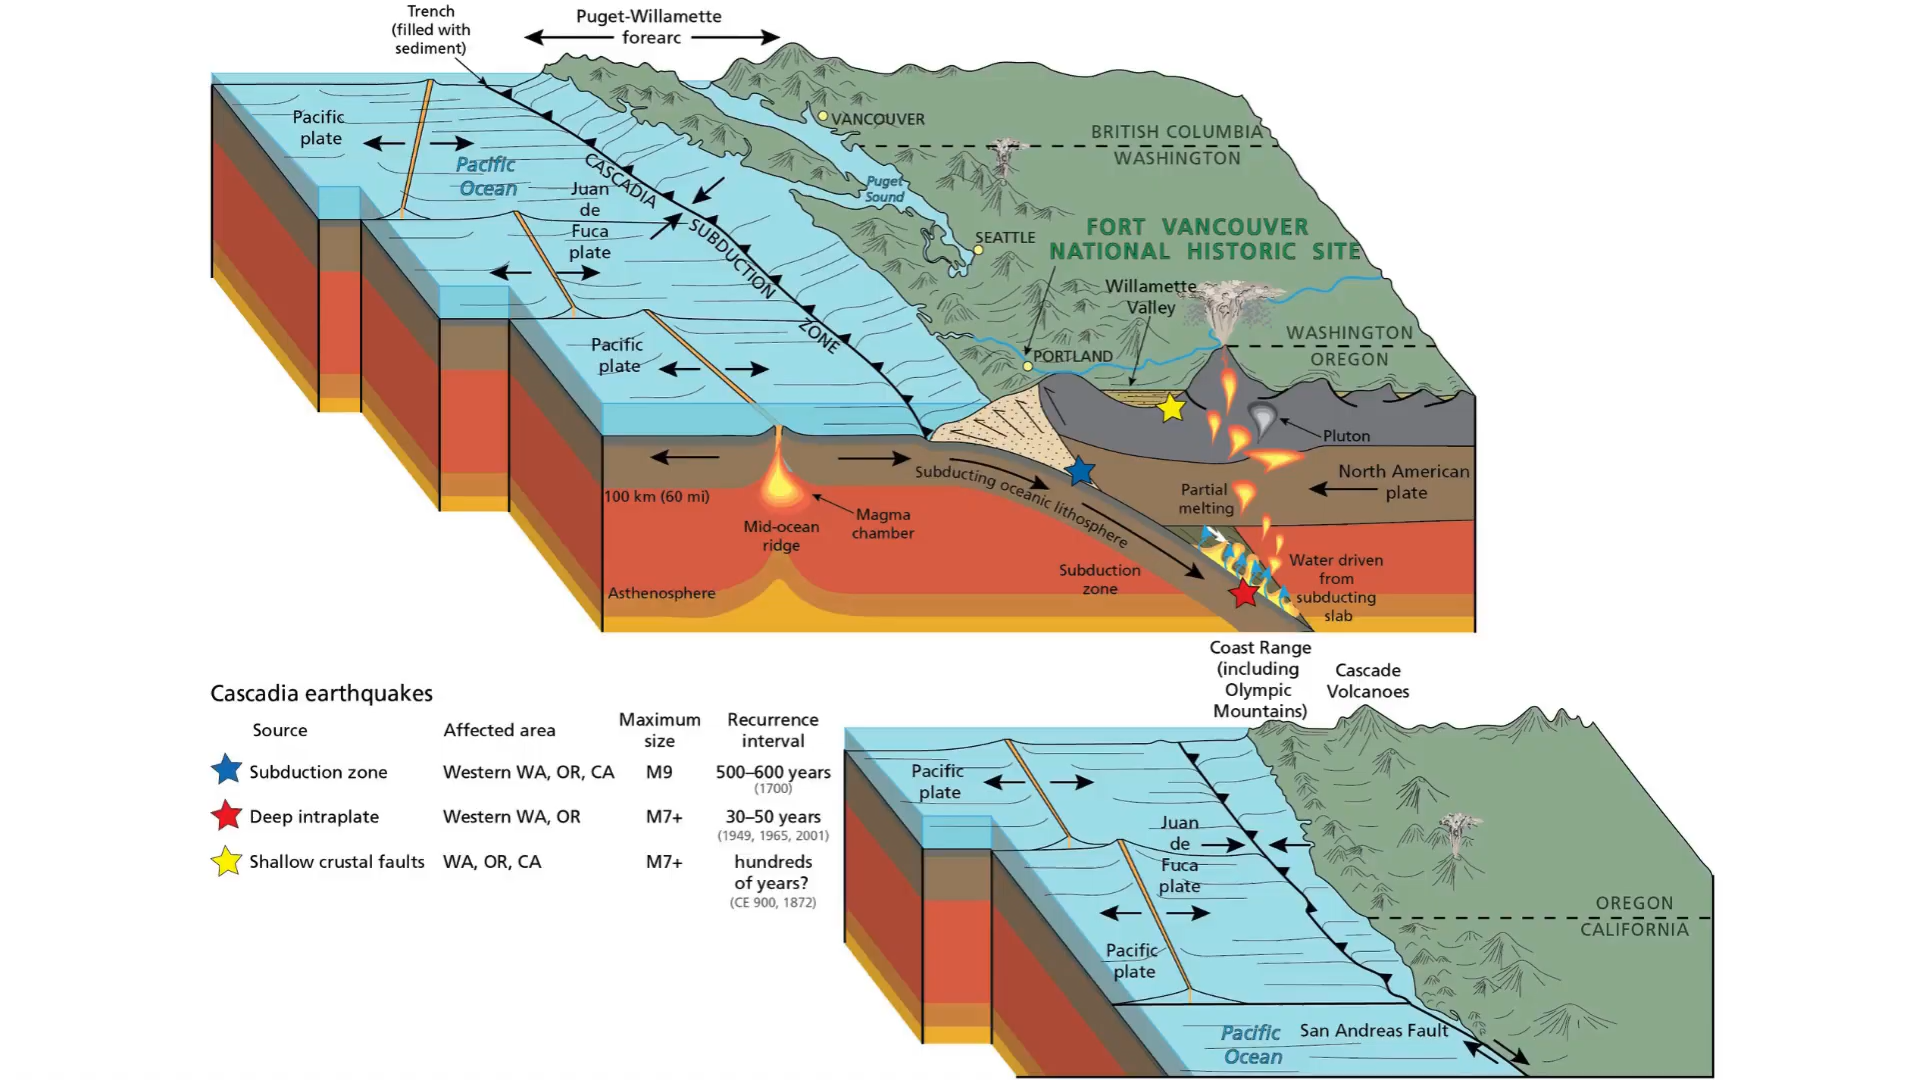 Trench
(filled with
sediment)
Puget-Willamette
forearc
Pacific
plate
Pacific
Ocean
Juan
de
Fuca
plate
CASCADIA
SUBDUCTION
ZONE
VANCOUVER
BRITISH COLUMBIA
WASHINGTON
Puget
Sound
SEATTLE
FORT VANCOUVER
NATIONAL HISTORIC SITE
Willamette
Valley
WASHINGTON
OREGON
PORTLAND
Pacific
plate
Pluton
North American
plate
Subducting oceanic lithosphere
Partial
melting
100 km (60 mi)
Magma
chamber
Mid-ocean
ridge
Subduction
zone
Water driven
from
subducting
slab
Asthenosphere
Cascadia earthquakes
Source Affected area Maximum size Recurrence interval
Subduction zone Western WA, OR, CA M9 500–600 years
(1700)
Deep intraplate Western WA, OR M7+ 30–50 years
(1949, 1965, 2001)
Shallow crustal faults WA, OR, CA M7+ hundreds
of years?
(CE 900, 1872)
Coast Range
(including
Olympic
Mountains)
Cascade
Volcanoes
Pacific
plate
Juan
de
Fuca
plate
OREGON
CALIFORNIA
Pacific
plate
Pacific
Ocean
San Andreas Fault